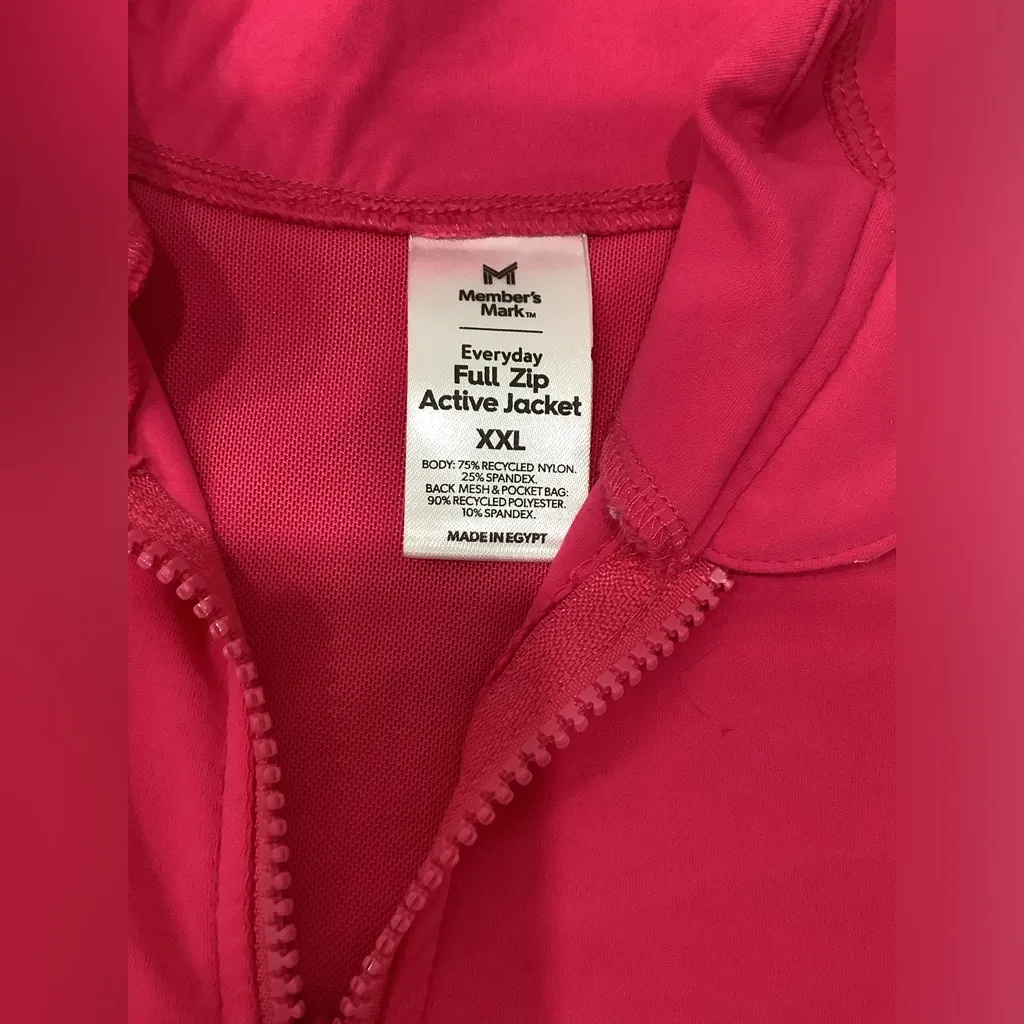 Member's
Mark™
Everyday
Full Zip
Active Jacket
XXL
BODY: 75% RECYCLED NYLON.
25% SPANDEX.
BACK MESH & POCKET BAG:
90% RECYCLED POLYESTER.
10% SPANDEX.
MADE IN EGYPT